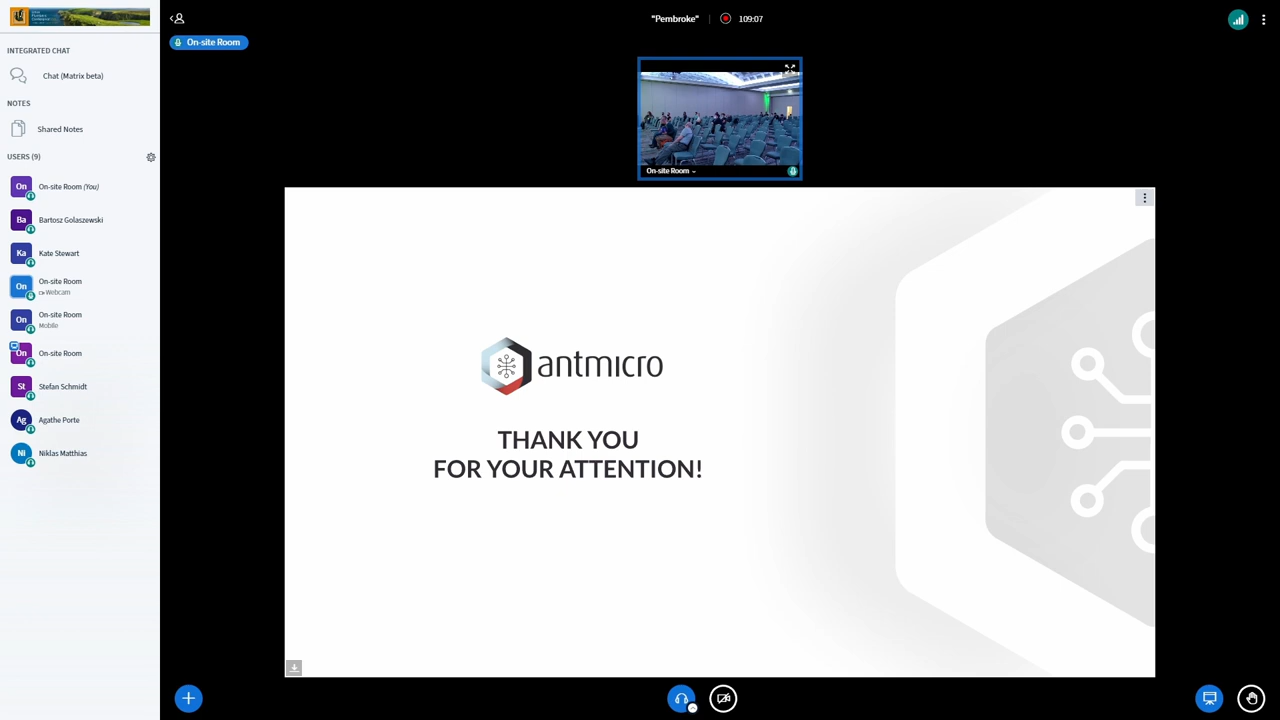 INTEGRATED CHAT
Chat (Matrix beta)
NOTES
Shared Notes
USERS (9)
On On-site Room (You)
Ba Bartosz Golaszewski
Ka Kate Stewart
On On-site Room
Webcam
On On-site Room
Mobile
On On-site Room
St Stefan Schmidt
Ag Agathe Porte
Ni Niklas Matthias
"Pembroke" | 109:07
On-site Room
On-site Room
antmicro
THANK YOU
FOR YOUR ATTENTION!